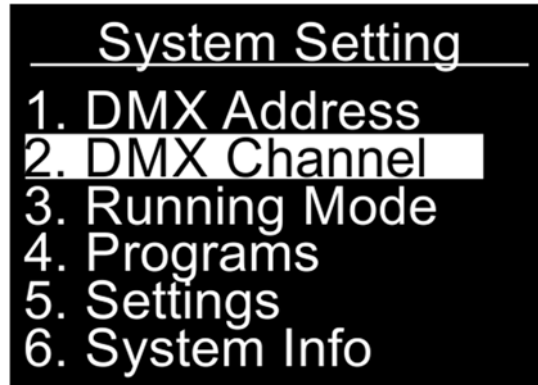 System Setting
1. DMX Address
2. DMX Channel
3. Running Mode
4. Programs
5. Settings
6. System Info